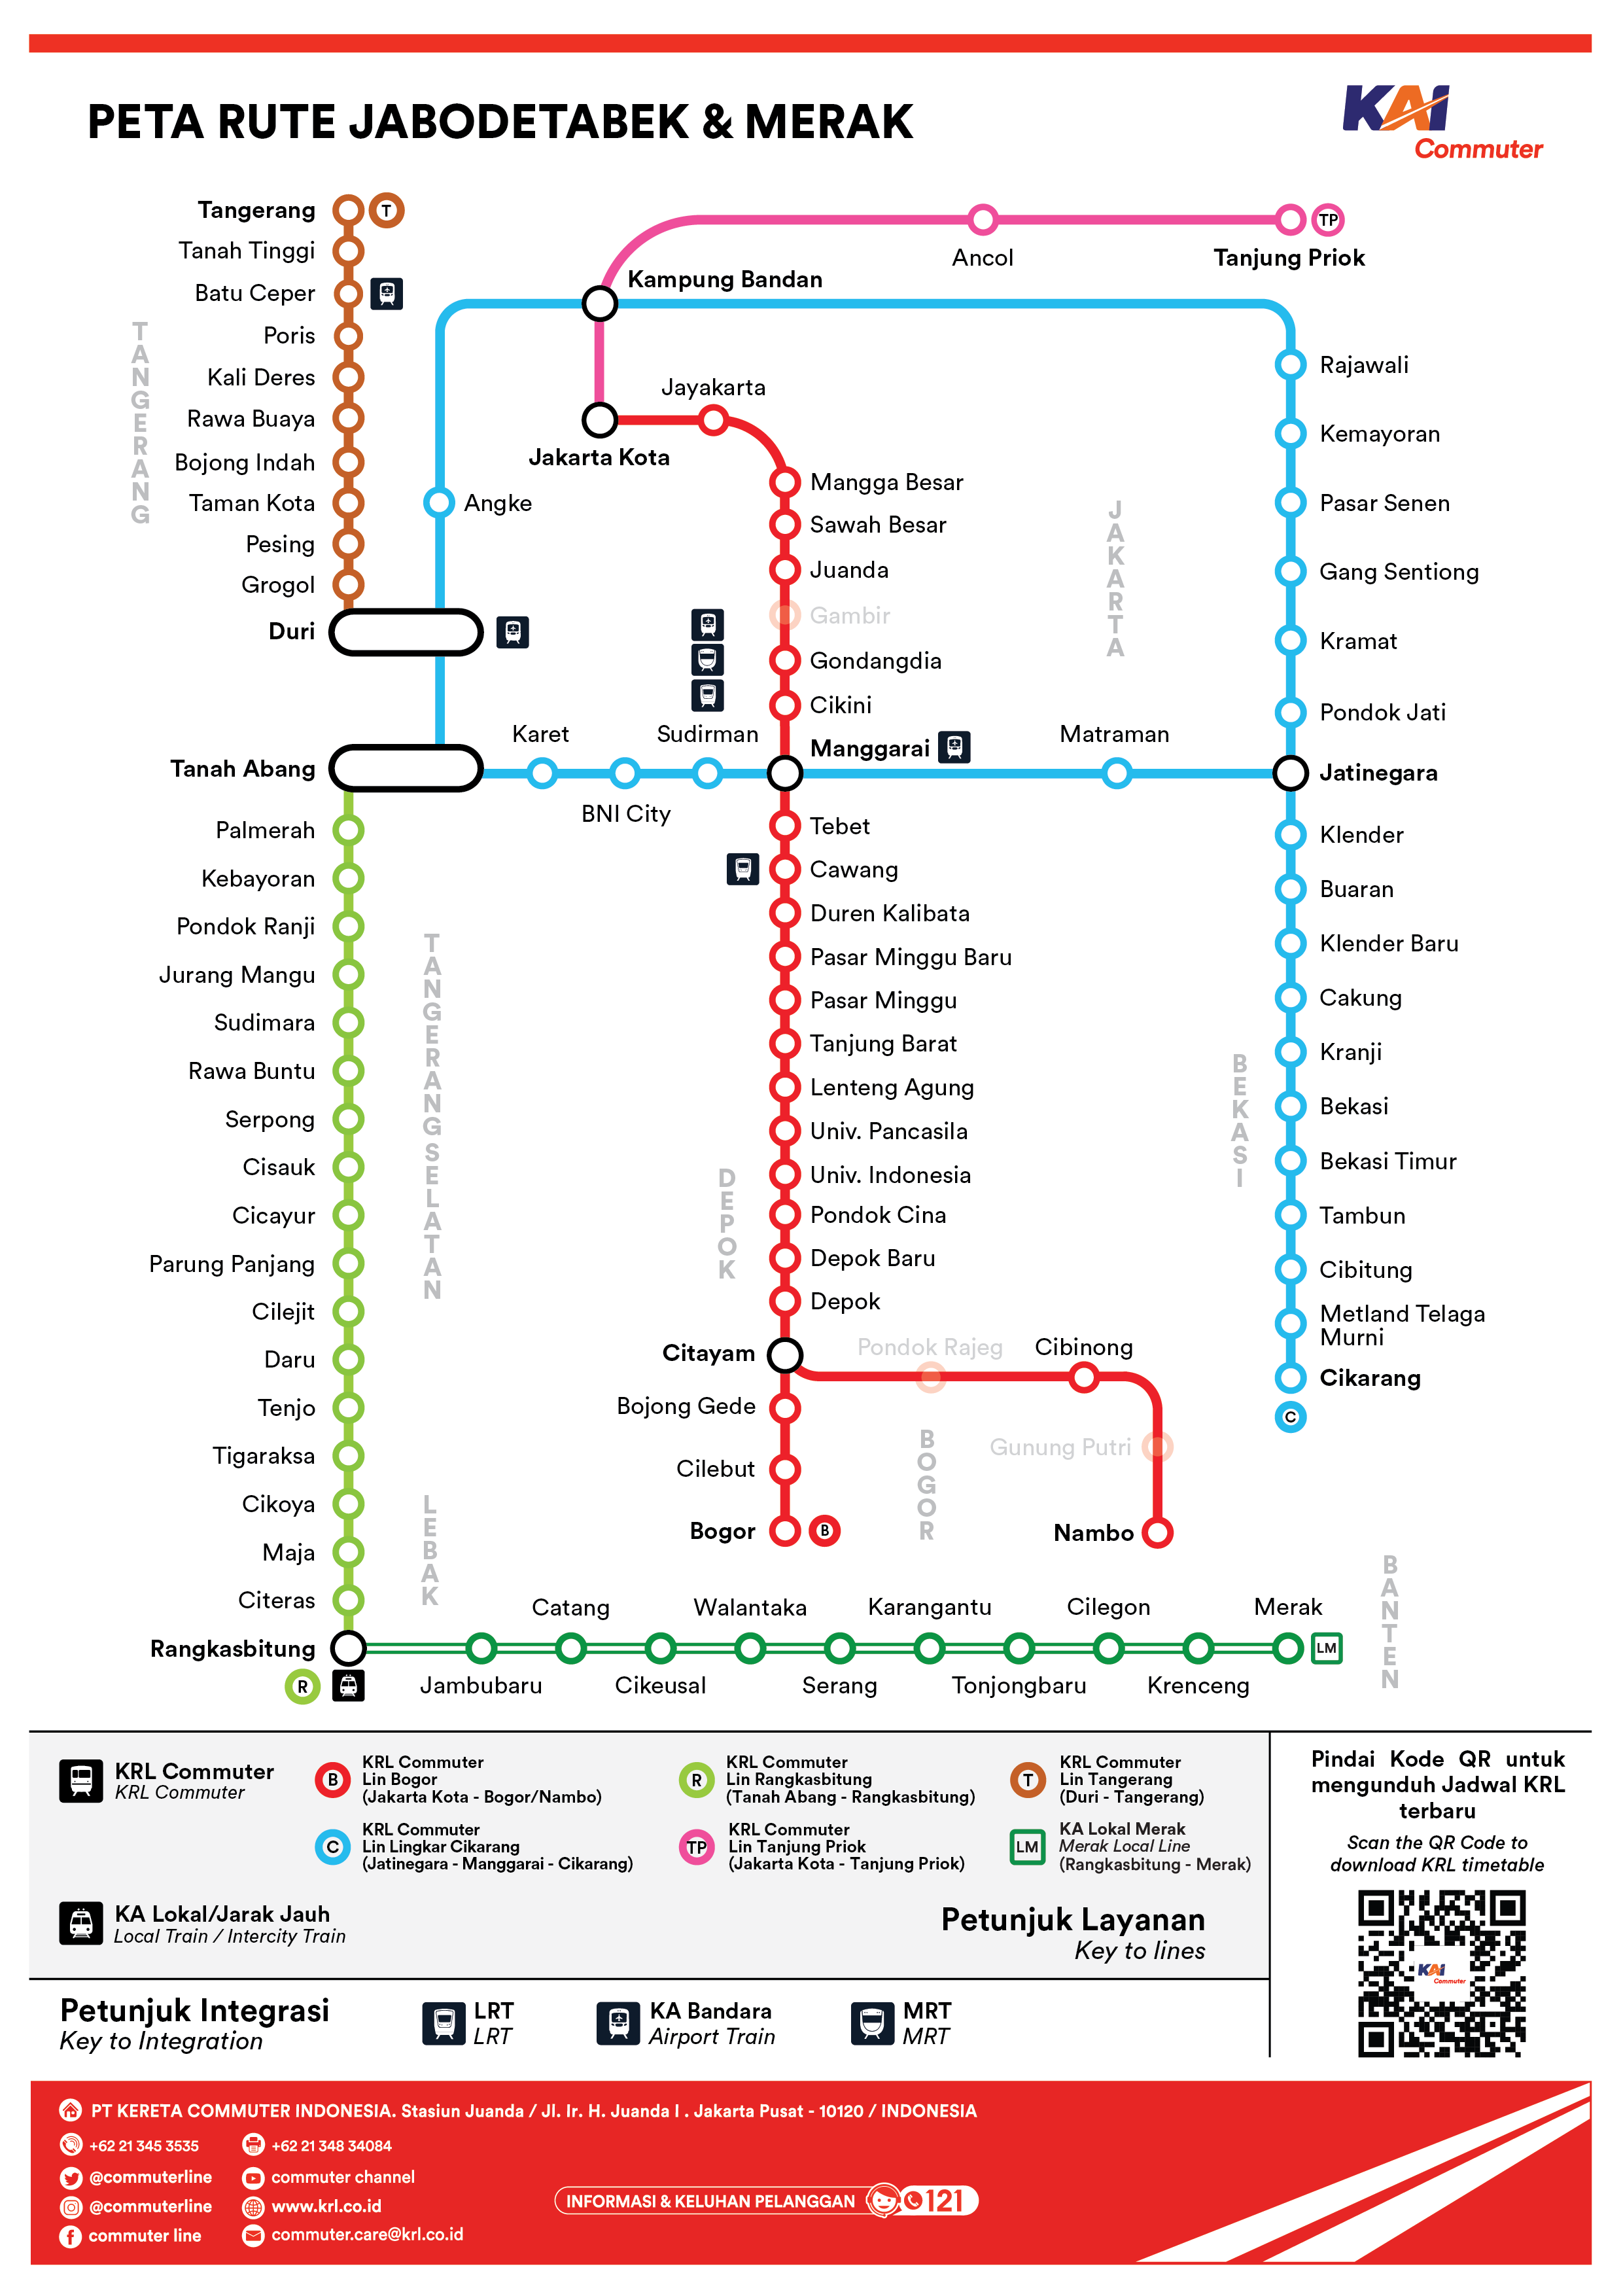 PETA RUTE JABODETABEK & MERAK
KAI
Commuter
Tangerang
T
Tanah Tinggi
Batu Ceper
Poris
Kali Deres
Rawa Buaya
Bojong Indah
Taman Kota
Pesing
Grogol
Duri
TANGERANG
Ancol
Tanjung Priok
TP
Kampung Bandan
Jayakarta
Jakarta Kota
Angke
Mangga Besar
Sawah Besar
Juanda
Gambir
Gondangdia
Cikini
Manggarai
JAKARTA
Rajawali
Kemayoran
Pasar Senen
Gang Sentiong
Kramat
Pondok Jati
Jatinegara
Tanah Abang
Karet
BNI City
Sudirman
Matraman
Palmerah
Kebayoran
Pondok Ranji
Jurang Mangu
Sudimara
Rawa Buntu
Serpong
Cisauk
Cicayur
Parung Panjang
Cilejit
Daru
Tenjo
Tigaraksa
Cikoya
Maja
Citeras
Rangkasbitung
R
TANGERANG SELATAN
LEBAK
Tebet
Cawang
Duren Kalibata
Pasar Minggu Baru
Pasar Minggu
Tanjung Barat
Lenteng Agung
Univ. Pancasila
Univ. Indonesia
Pondok Cina
Depok Baru
Depok
Citayam
Bojong Gede
Cilebut
Bogor
B
DEPOK
Pondok Rajeg
Cibinong
Gunung Putri
Nambo
BOGOR
Klender
Buaran
Klender Baru
Cakung
Kranji
Bekasi
Bekasi Timur
Tambun
Cibitung
Metland Telaga
Murni
Cikarang
C
BEKASI
BANTEN
Jambubaru
Catang
Cikeusal
Walantaka
Serang
Karangantu
Tonjongbaru
Cilegon
Krenceng
Merak
LM
KRL Commuter
KRL Commuter
B
KRL Commuter
Lin Bogor
(Jakarta Kota - Bogor/Nambo)
R
KRL Commuter
Lin Rangkasbitung
(Tanah Abang - Rangkasbitung)
T
KRL Commuter
Lin Tangerang
(Duri - Tangerang)
C
KRL Commuter
Lin Lingkar Cikarang
(Jatinegara - Manggarai - Cikarang)
TP
KRL Commuter
Lin Tanjung Priok
(Jakarta Kota - Tanjung Priok)
LM
KA Lokal Merak
Merak Local Line
(Rangkasbitung - Merak)
KA Lokal/Jarak Jauh
Local Train / Intercity Train
Petunjuk Layanan
Key to lines
Pindai Kode QR untuk
mengunduh Jadwal KRL
terbaru
Scan the QR Code to
download KRL timetable
KAI
Commuter
Petunjuk Integrasi
Key to Integration
LRT
LRT
KA Bandara
Airport Train
MRT
MRT
PT KERETA COMMUTER INDONESIA. Stasiun Juanda / Jl. Ir. H. Juanda I . Jakarta Pusat - 10120 / INDONESIA
+62 21 345 3535
+62 21 348 34084
@commuterline
commuter channel
@commuterline
www.krl.co.id
commuter line
commuter.care@krl.co.id
INFORMASI & KELUHAN PELANGGAN
121